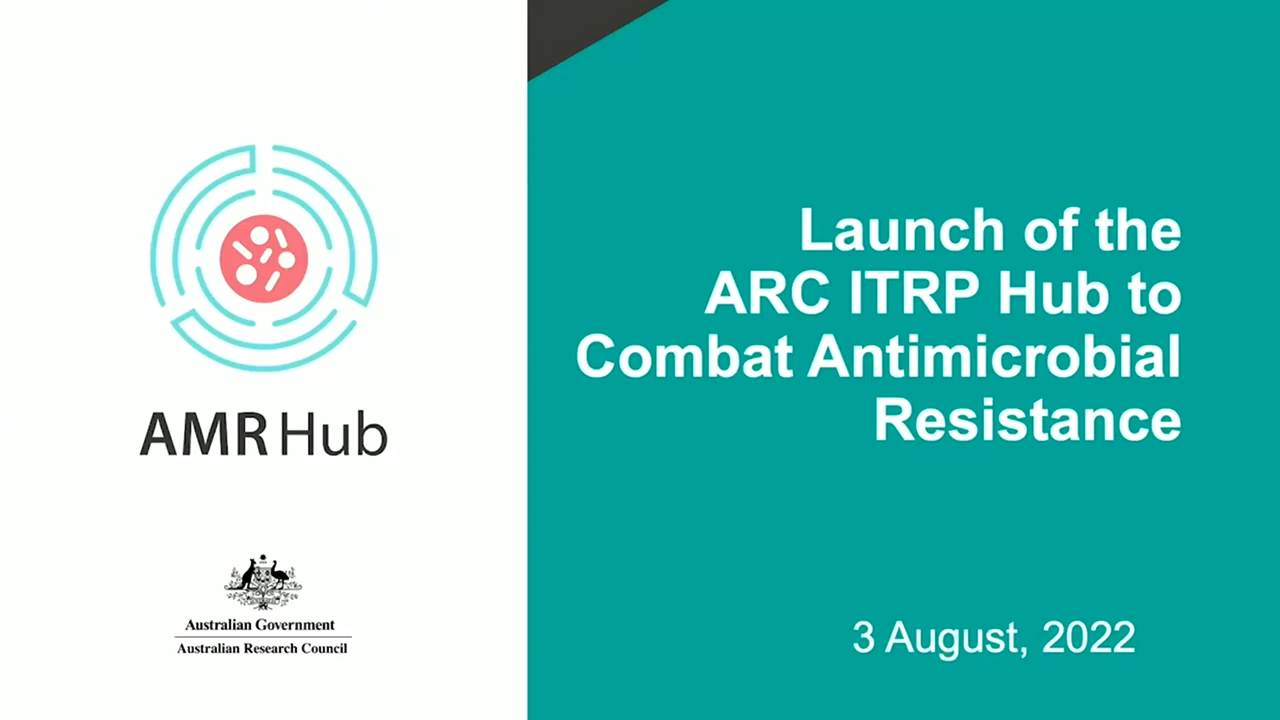 AMR Hub
Australian Government
Australian Research Council
Launch of the
ARC ITRP Hub to
Combat Antimicrobial
Resistance
3 August, 2022